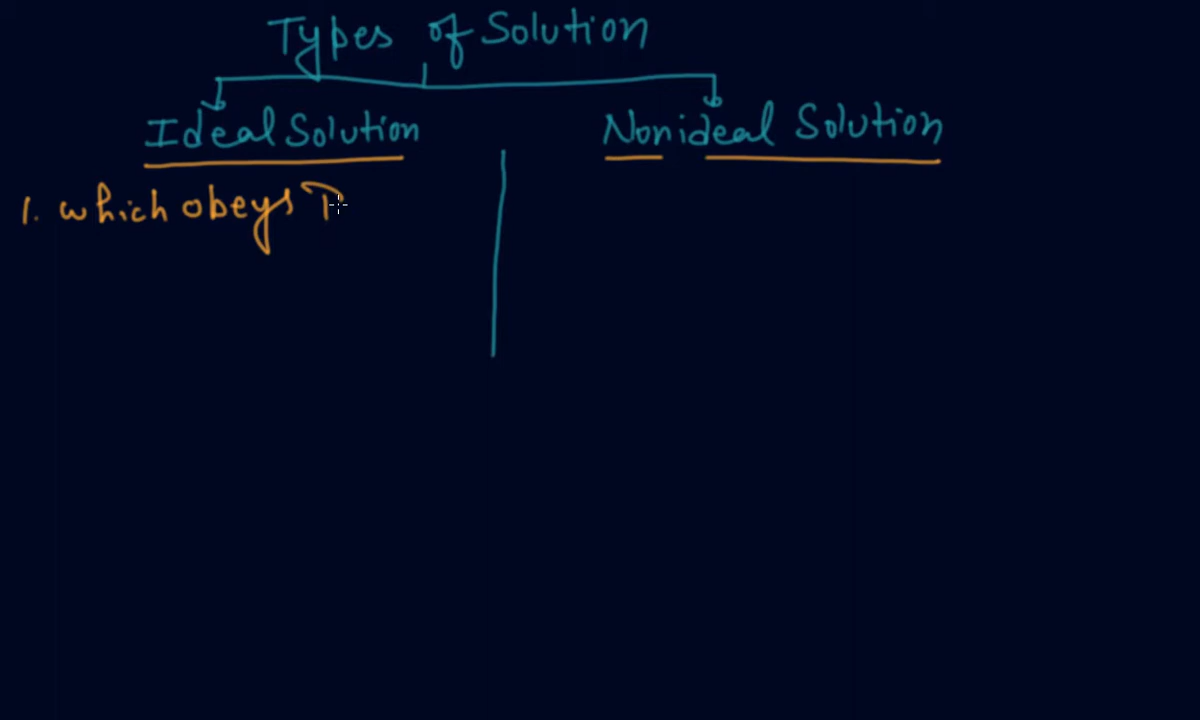 Types of Solution
Ideal Solution
Nonideal Solution
1. which obeys